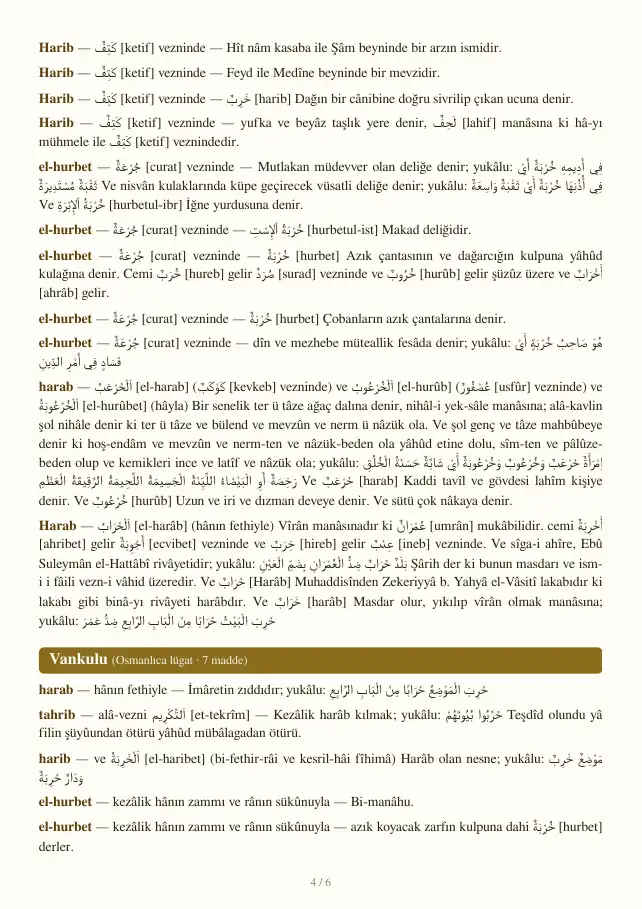 Harib — كَتِفٌ [ketif] vezninde — Hît nâm kasaba ile Şâm beyninde bir arzın ismidir.
Harib — كَتِفٌ [ketif] vezninde — Feyd ile Medîne beyninde bir mevzidir.
Harib — كَتِفٌ [ketif] vezninde — خَرِبٌ [harib] Dağın bir cânibine doğru sivrilip çıkan ucuna denir.
Harib — كَتِفٌ [ketif] vezninde — yufka ve beyâz taşlık yere denir, لَحِفٌ [lahif] manâsına ki hâ-yı
mühmele ile كَتِفٌ [ketif] veznindedir.
el-hurbet — جُرْعَةٌ [curat] vezninde — Mutlakan müdevver olan deliğe denir; yukâlu: فِي أَدِيمِهِ خُرْبَةٌ أَيْ
ثَقْبَةٌ مُسْتَدِيرَةٌ Ve nisvân kulaklarında küpe geçirecek vüsatli deliğe denir; yukâlu: فِي أُذُنِهَا خُرْبَةٌ أَيْ ثَقْبَةٌ وَاسِعَةٌ
Ve خُرْبَةُ اْلإِبْرَةِ [hurbetul-ibr] İğne yurdusuna denir.
el-hurbet — جُرْعَةٌ [curat] vezninde — خُرْبَةُ اْلإِسْتِ [hurbetul-ist] Makad deliğidir.
el-hurbet — جُرْعَةٌ [curat] vezninde — خُرْبَةٌ [hurbet] Azık çantasının ve dağarcığın kulpuna yâhûd
kulağına denir. Cemi خُرَبٌ [hureb] gelir صُرَدٌ [surad] vezninde ve خُرُوبٌ [hurûb] gelir şüzûz üzere ve أَخْرَابٌ
[ahrâb] gelir.
el-hurbet — جُرْعَةٌ [curat] vezninde — خُرْبَةٌ [hurbet] Çobanların azık çantalarına denir.
el-hurbet — جُرْعَةٌ [curat] vezninde — dîn ve mezhebe müteallik fesâda denir; yukâlu: هُوَ صَاحِبُ خُرْبَةٍ أَيْ
فَسَادٍ فِي أَمْرِ الدِّينِ
harab — اَلْخَرْعَبُ [el-harab] (كَوْكَبٌ [kevkeb] vezninde) ve اَلْخُرْعُوبُ [el-hurûb] (عُصْفُورٌ [usfûr] vezninde) ve
اَلْخُرْعُوبَةُ [el-hurûbet] (hâyla) Bir senelik ter ü tâze ağaç dalına denir, nihâl-i yek-sâle manâsına; alâ-kavlin
şol nihâle denir ki ter ü tâze ve bülend ve mevzûn ve nerm ü nâzük ola. Ve şol genç ve tâze mahbûbeye
denir ki hoş-endâm ve mevzûn ve nerm-ten ve nâzük-beden ola yâhûd etine dolu, sîm-ten ve pâlûze-
beden olup ve kemikleri ince ve latîf ve nâzük ola; yukâlu: اِمْرَأَةٌ خَرْعَبٌ وَخُرْعُوبٌ وَخُرْعُوبَةٌ أَيْ شَابَّةٌ حَسَنَةُ الْخُلُقِ
رَخِصَةٌ أَوِ الْبَيْضَاءُ اللَّيِّنَةُ الْجَسِيمَةُ اللَّحِيمَةُ الرَّقِيقَةُ الْعَظْمِ Ve خَرْعَبٌ [harab] Kaddi tavîl ve gövdesi lahîm kişiye
denir. Ve خُرْعُوبٌ [hurûb] Uzun ve iri ve dızman deveye denir. Ve sütü çok nâkaya denir.
Harab — اَلْخَرَابُ [el-harâb] (hânın fethiyle) Vîrân manâsınadır ki عُمْرَانٌ [umrân] mukâbilidir. cemi أَخْرِبَةٌ
[ahribet] gelir أَجْوِبَةٌ [ecvibet] vezninde ve خِرَبٌ [hireb] gelir عِنَبٌ [ineb] vezninde. Ve sîga-i ahîre, Ebû
Suleymân el-Hattâbî rivâyetidir; yukâlu: بَلَدٌ خَرَابٌ ضِدُّ الْعُمْرَانِ بِضَمِّ الْعَيْنِ Şârih der ki bunun masdarı ve ism-
i i fâili vezn-i vâhid üzeredir. Ve خَرَابٌ [Harâb] Muhaddisînden Zekeriyyâ b. Yahyâ el-Vâsitî lakabıdır ki
lakabı gibi binâ-yı rivâyeti harâbdır. Ve خَرَابٌ [harâb] Masdar olur, yıkılıp vîrân olmak manâsına;
yukâlu: خَرِبَ الْبَيْتُ خَرَابًا مِنَ الْبَابِ الرَّابِعِ ضِدُّ عَمَرَ
Vankulu (Osmanlıca lügat · 7 madde)
harab — hânın fethiyle — İmâretin zıddıdır; yukâlu: خَرِبَ الْمَوْضِعُ خَرَابًا مِنَ الْبَابِ الرَّابِعِ
tahrib — alâ-vezni اَلتَّكْرِيم [et-tekrîm] — Kezâlik harâb kılmak; yukâlu: خَرَّبُوا بُيُوتَهُمْ Teşdîd olundu yâ
filin şüyûundan ötürü yâhûd mübâlagadan ötürü.
harib — ve اَلْخَرِبَةُ [el-haribet] (bi-fethir-râi ve kesril-hâi fîhimâ) Harâb olan nesne; yukâlu: مَوْضِعٌ خَرِبٌ
وَدَارٌ خَرِبَةٌ
el-hurbet — kezâlik hânın zammı ve rânın sükûnuyla — Bi-manâhu.
el-hurbet — kezâlik hânın zammı ve rânın sükûnuyla — azık koyacak zarfın kulpuna dahi خُرْبَةٌ [hurbet]
derler.
4 / 6